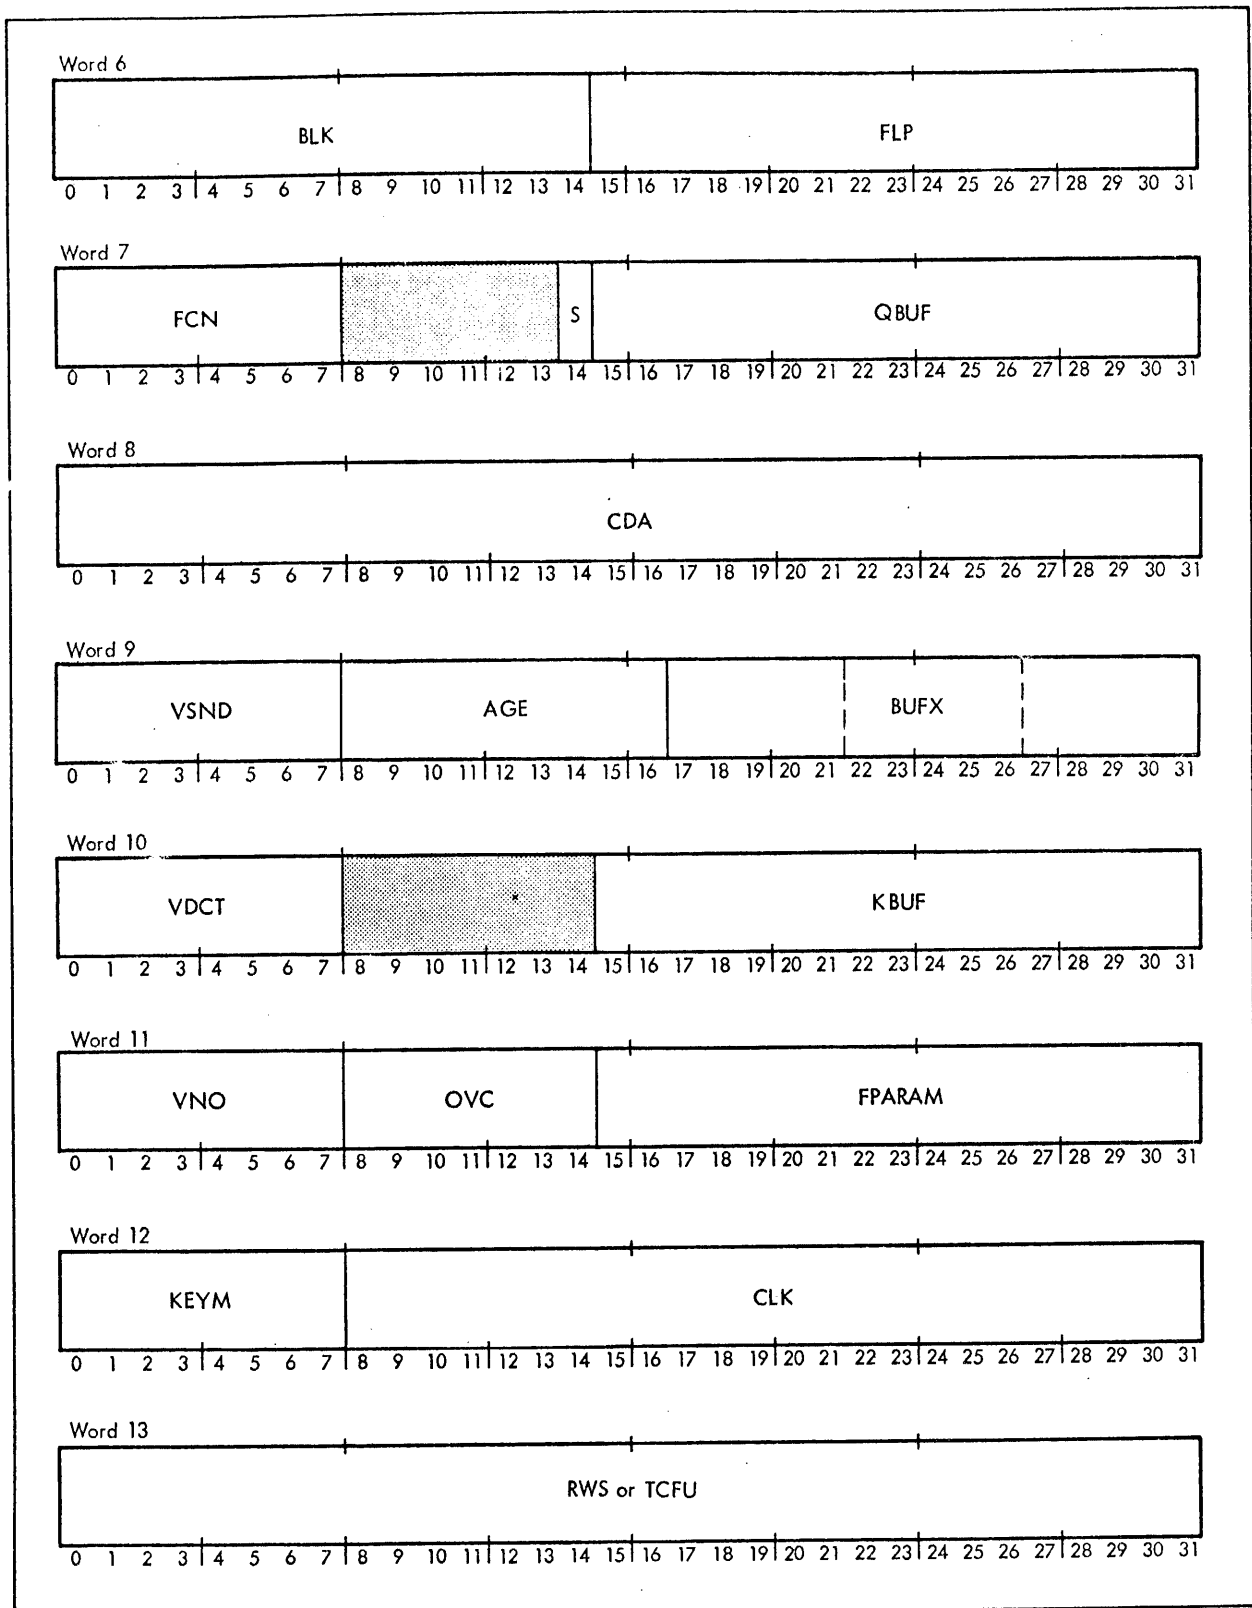 Word 6
BLK FLP
0 1 2 3 4 5 6 7 8 9 10 11 12 13 14 15 16 17 18 19 20 21 22 23 24 25 26 27 28 29 30 31
Word 7
FCN S QBUF
0 1 2 3 4 5 6 7 8 9 10 11 12 13 14 15 16 17 18 19 20 21 22 23 24 25 26 27 28 29 30 31
Word 8
CDA
0 1 2 3 4 5 6 7 8 9 10 11 12 13 14 15 16 17 18 19 20 21 22 23 24 25 26 27 28 29 30 31
Word 9
VSND AGE BUFX
0 1 2 3 4 5 6 7 8 9 10 11 12 13 14 15 16 17 18 19 20 21 22 23 24 25 26 27 28 29 30 31
Word 10
VDCT KBUF
0 1 2 3 4 5 6 7 8 9 10 11 12 13 14 15 16 17 18 19 20 21 22 23 24 25 26 27 28 29 30 31
Word 11
VNO OVC FPARAM
0 1 2 3 4 5 6 7 8 9 10 11 12 13 14 15 16 17 18 19 20 21 22 23 24 25 26 27 28 29 30 31
Word 12
KEYM CLK
0 1 2 3 4 5 6 7 8 9 10 11 12 13 14 15 16 17 18 19 20 21 22 23 24 25 26 27 28 29 30 31
Word 13
RWS or TCFU
0 1 2 3 4 5 6 7 8 9 10 11 12 13 14 15 16 17 18 19 20 21 22 23 24 25 26 27 28 29 30 31